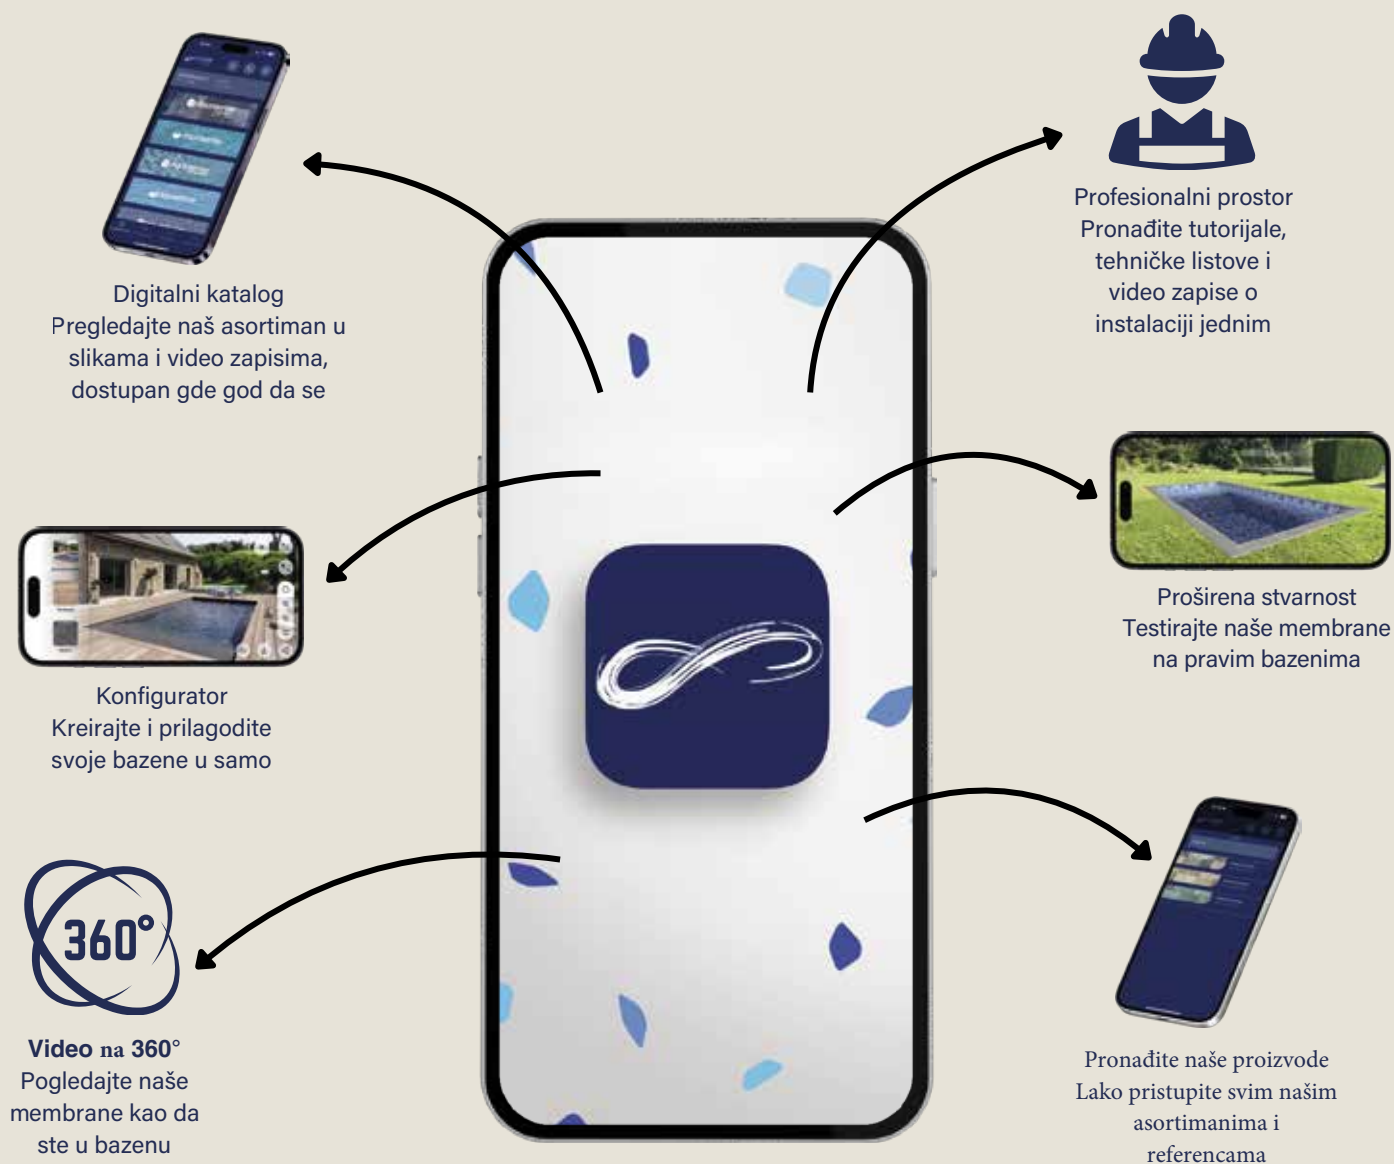 Digitalni katalog
Pregledajte naš asortiman u
slikama i video zapisima,
dostupan gde god da se
Konfigurator
Kreirajte i prilagodite
svoje bazene u samo
360°
Video na 360°
Pogledajte naše
membrane kao da
ste u bazenu
Profesionalni prostor
Pronađite tutorijale,
tehničke listove i
video zapise o
instalaciji jednim
Proširena stvarnost
Testirajte naše membrane
na pravim bazenima
Pronađite naše proizvode
Lako pristupite svim našim
asortimanima i
referencama